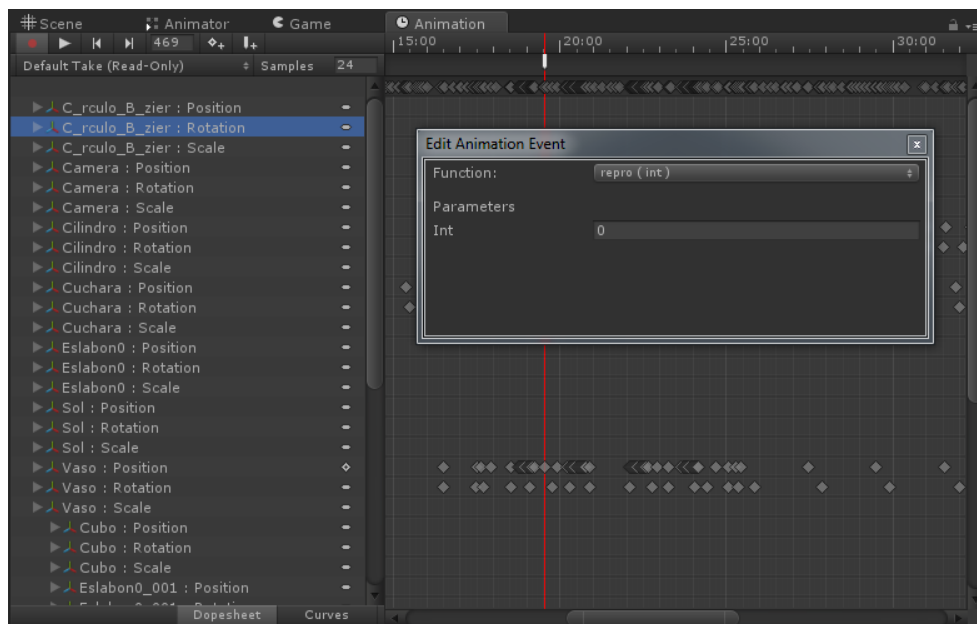 Scene Animator Game Animation
469 15:00 20:00 25:00 30:00
Default Take (Read-Only) Samples 24
C_rculo_B_zier : Position
C_rculo_B_zier : Rotation
C_rculo_B_zier : Scale
Camera : Position
Camera : Rotation
Camera : Scale
Cilindro : Position
Cilindro : Rotation
Cilindro : Scale
Cuchara : Position
Cuchara : Rotation
Cuchara : Scale
Eslabon0 : Position
Eslabon0 : Rotation
Eslabon0 : Scale
Sol : Position
Sol : Rotation
Sol : Scale
Vaso : Position
Vaso : Rotation
Vaso : Scale
Cubo : Position
Cubo : Rotation
Cubo : Scale
Eslabon0_001 : Position
Dopesheet Curves
Edit Animation Event
Function: repro ( int )
Parameters
Int 0